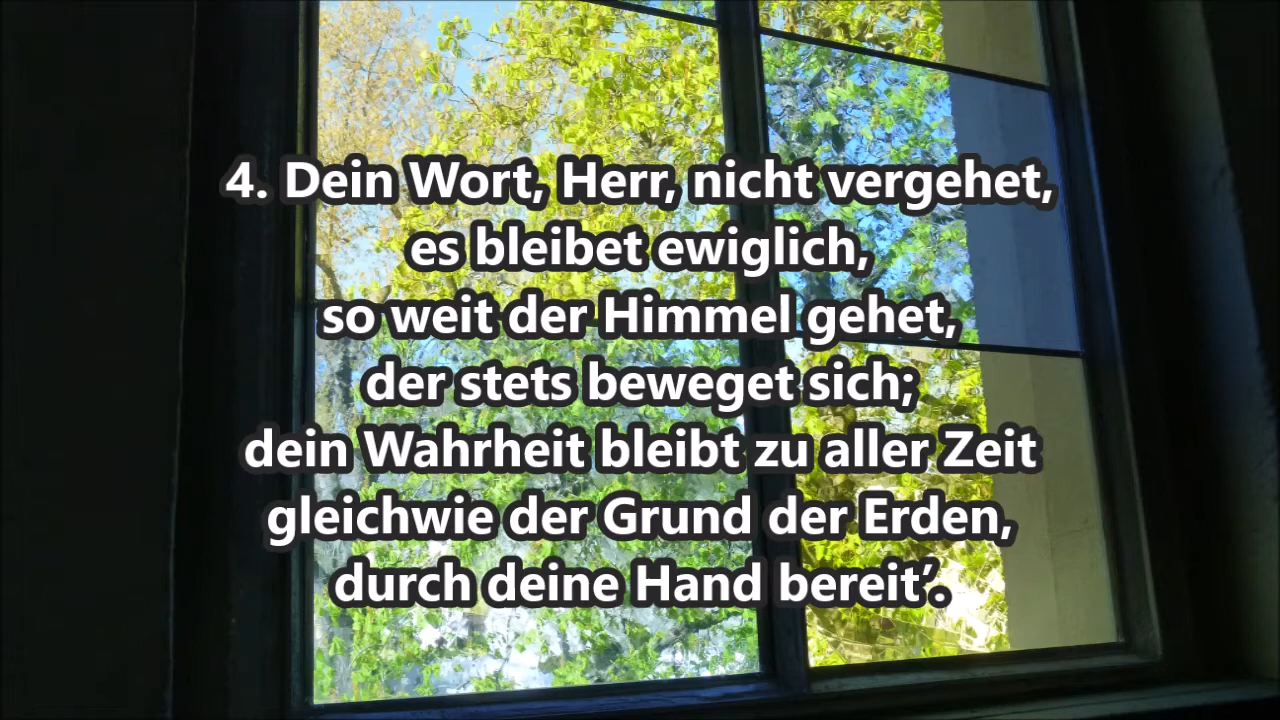 4. Dein Wort, Herr, nicht vergehet,
es bleibet ewiglich,
so weit der Himmel gehet,
der stets beweget sich;
dein Wahrheit bleibt zu aller Zeit
gleichwie der Grund der Erden,
durch deine Hand bereit’.